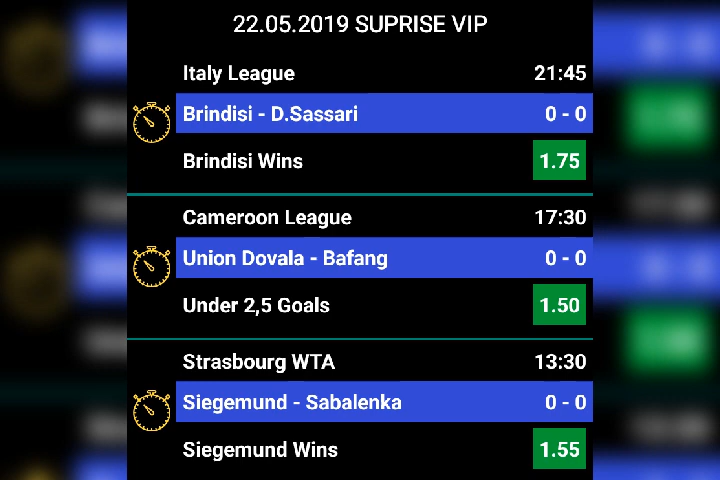 22.05.2019 SUPRISE VIP
Italy League 21:45
Brindisi - D.Sassari 0 - 0
Brindisi Wins 1.75
Cameroon League 17:30
Union Dovala - Bafang 0 - 0
Under 2,5 Goals 1.50
Strasbourg WTA 13:30
Siegemund - Sabalenka 0 - 0
Siegemund Wins 1.55